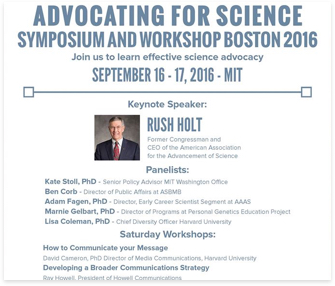 ADVOCATING FOR SCIENCE
SYMPOSIUM AND WORKSHOP BOSTON 2016
Join us to learn effective science advocacy
SEPTEMBER 16 - 17, 2016 - MIT
Keynote Speaker:
RUSH HOLT
Former Congressman and
CEO of the American Association
for the Advancement of Science
Panelists:
Kate Stoll, PhD - Senior Policy Advisor MIT Washington Office
Ben Corb - Director of Public Affairs at ASBMB
Adam Fagen, PhD - Director, Early Career Scientist Segment at AAAS
Marnie Gelbart, PhD - Director of Programs at Personal Genetics Education Project
Lisa Coleman, PhD - Chief Diversity Officer Harvard University
Saturday Workshops:
How to Communicate your Message
David Cameron, PhD Director of Media Communications, Harvard University
Developing a Broader Communications Strategy
Ray Howell, President of Howell Communications